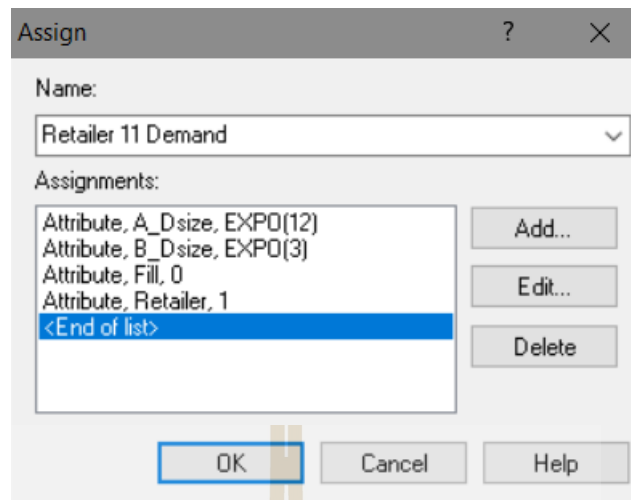 Assign ?
Name:
Retailer 11 Demand
Assignments:
Attribute, A_Dsize, EXPO(12)
Attribute, B_Dsize, EXPO(3)
Attribute, Fill, 0
Attribute, Retailer, 1
<End of list>
Add...
Edit...
Delete
OK Cancel Help